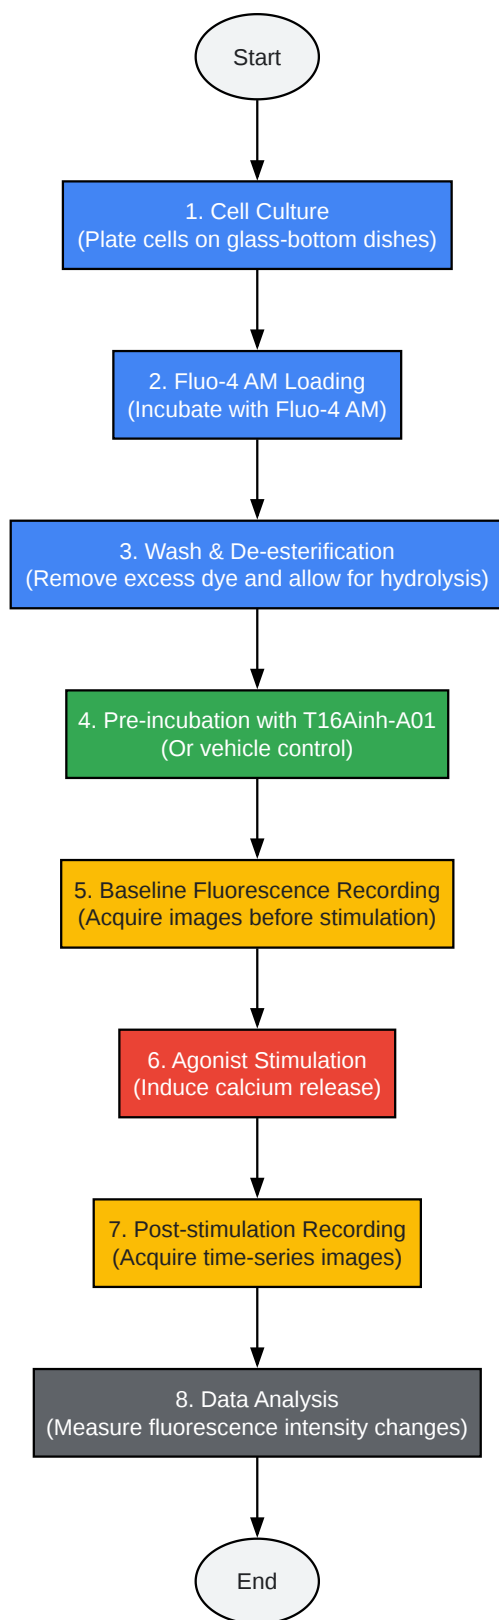 Start
1. Cell Culture
(Plate cells on glass-bottom dishes)
2. Fluo-4 AM Loading
(Incubate with Fluo-4 AM)
3. Wash & De-esterification
(Remove excess dye and allow for hydrolysis)
4. Pre-incubation with T16Ainh-A01
(Or vehicle control)
5. Baseline Fluorescence Recording
(Acquire images before stimulation)
6. Agonist Stimulation
(Induce calcium release)
7. Post-stimulation Recording
(Acquire time-series images)
8. Data Analysis
(Measure fluorescence intensity changes)
End